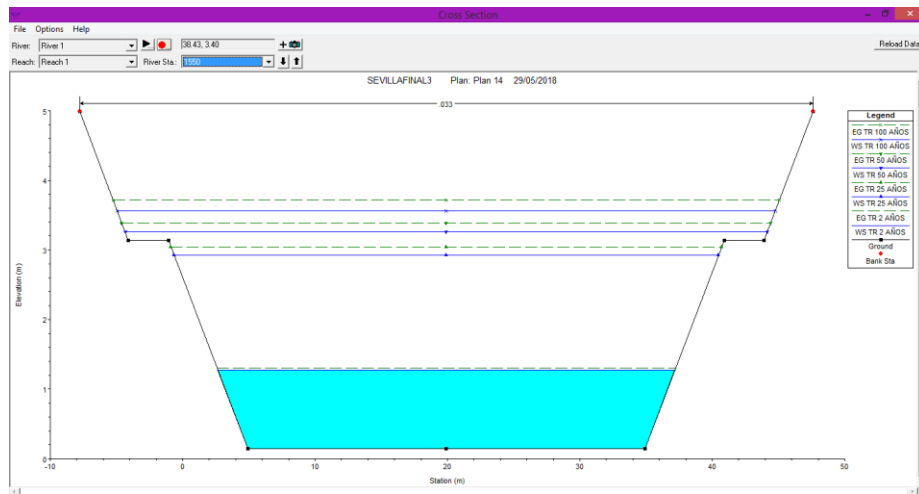 Cross Section
File Options Help
River: River 1 38.43, 3.40 Reload Data
Reach: Reach 1 River Sta.: 1550
SEVILLAFINAL3 Plan: Plan 14 29/05/2018
.033
Legend
EG TR 100 AÑOS
WS TR 100 AÑOS
EG TR 50 AÑOS
WS TR 50 AÑOS
EG TR 25 AÑOS
WS TR 25 AÑOS
EG TR 2 AÑOS
WS TR 2 AÑOS
Ground
Bank Sta
5
4
3
2
1
0
Elevation (m)
-10 0 10 20 30 40 50
Station (m)